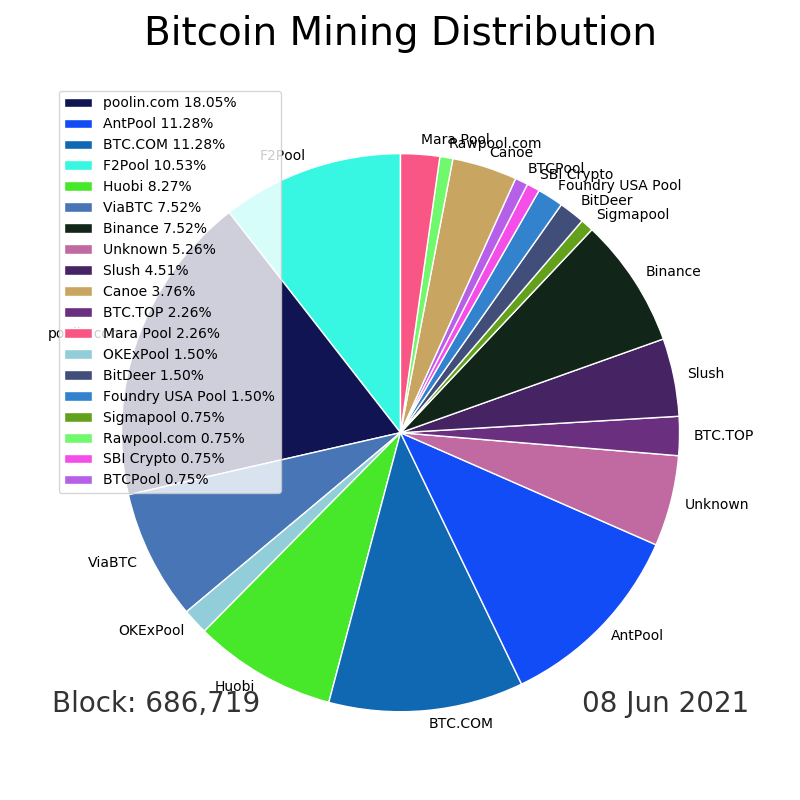 Bitcoin Mining Distribution
poolin.com 18.05%
AntPool 11.28%
BTC.COM 11.28%
F2Pool 10.53%
Huobi 8.27%
ViaBTC 7.52%
Binance 7.52%
Unknown 5.26%
Slush 4.51%
Canoe 3.76%
BTC.TOP 2.26%
Mara Pool 2.26%
OKExPool 1.50%
BitDeer 1.50%
Foundry USA Pool 1.50%
Sigmapool 0.75%
Rawpool.com 0.75%
SBI Crypto 0.75%
BTCPool 0.75%
F2Pool
Mara Pool
Rawpool.com
Canoe
BTCPool
SBI Crypto
Foundry USA Pool
BitDeer
Sigmapool
Binance
Slush
BTC.TOP
Unknown
AntPool
BTC.COM
Huobi
OKExPool
ViaBTC
Block: 686,719
08 Jun 2021